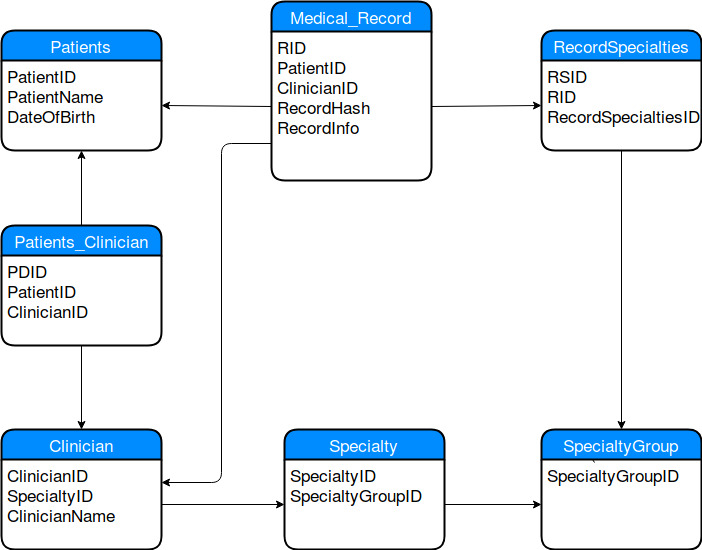 Patients
PatientID
PatientName
DateOfBirth
Medical_Record
RID
PatientID
ClinicianID
RecordHash
RecordInfo
RecordSpecialties
RSID
RID
RecordSpecialtiesID
Patients_Clinician
PDID
PatientID
ClinicianID
Clinician
ClinicianID
SpecialtyID
ClinicianName
Specialty
SpecialtyID
SpecialtyGroupID
SpecialtyGroup
SpecialtyGroupID